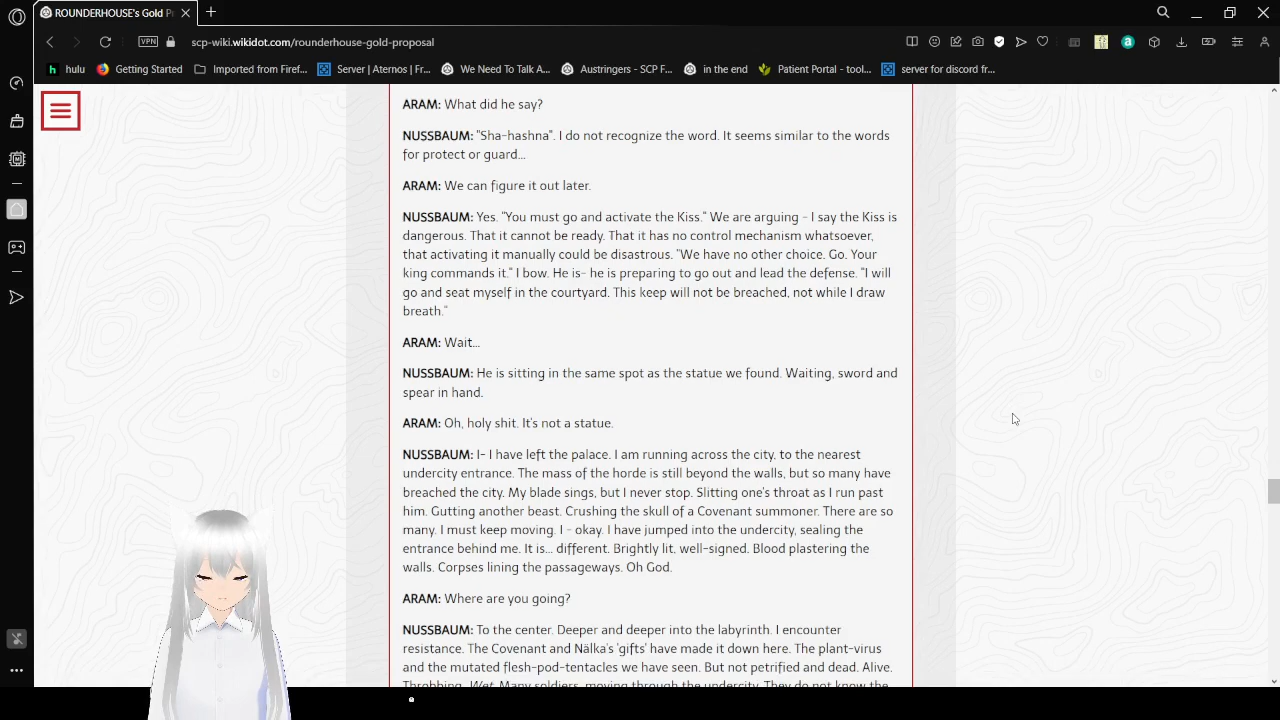 ROUNDERHOUSE's Gold P
VPN
scp-wiki.wikidot.com/rounderhouse-gold-proposal
hulu
Getting Started
Imported from Firef...
Server | Aternos | Fr...
We Need To Talk A...
Austringers - SCP F...
in the end
Patient Portal - tool...
server for discord fr...
ARAM: What did he say?
NUSSBAUM: "Sha-hashna". I do not recognize the word. It seems similar to the words
for protect or guard...
ARAM: We can figure it out later.
NUSSBAUM: Yes. "You must go and activate the Kiss." We are arguing - I say the Kiss is
dangerous. That it cannot be ready. That it has no control mechanism whatsoever,
that activating it manually could be disastrous. "We have no other choice. Go. Your
king commands it." I bow. He is- he is preparing to go out and lead the defense. "I will
go and seat myself in the courtyard. This keep will not be breached, not while I draw
breath."
ARAM: Wait...
NUSSBAUM: He is sitting in the same spot as the statue we found. Waiting, sword and
spear in hand.
ARAM: Oh, holy shit. It's not a statue.
NUSSBAUM: I- I have left the palace. I am running across the city, to the nearest
undercity entrance. The mass of the horde is still beyond the walls, but so many have
breached the city. My blade sings, but I never stop. Slitting one's throat as I run past
him. Gutting another beast. Crushing the skull of a Covenant summoner. There are so
many. I must keep moving. I - okay. I have jumped into the undercity, sealing the
entrance behind me. It is... different. Brightly lit, well-signed. Blood plastering the
walls. Corpses lining the passageways. Oh God.
ARAM: Where are you going?
NUSSBAUM: To the center. Deeper and deeper into the labyrinth. I encounter
resistance. The Covenant and Nälka's 'gifts' have made it down here. The plant-virus
and the mutated flesh-pod-tentacles we have seen. But not petrified and dead. Alive.
Throbbing. Wet. Many soldiers, moving through the undercity. They do not know the